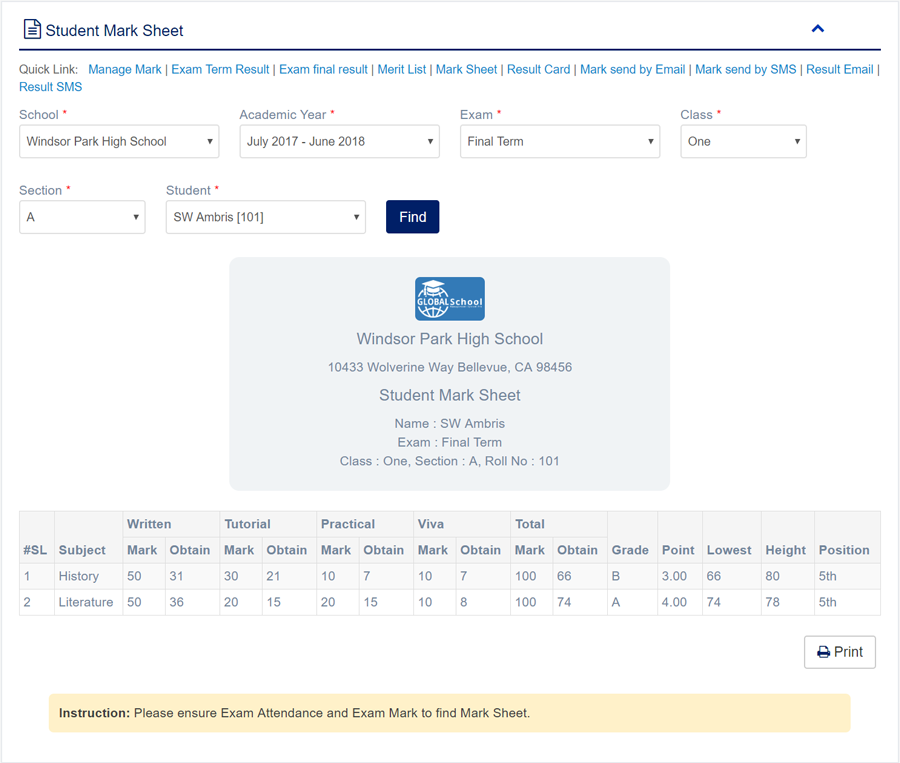 Student Mark Sheet
Quick Link: Manage Mark | Exam Term Result | Exam final result | Merit List | Mark Sheet | Result Card | Mark send by Email | Mark send by SMS | Result Email |
Result SMS
School * Academic Year * Exam * Class *
Windsor Park High School July 2017 - June 2018 Final Term One
Section * Student *
A SW Ambris [101] Find
GLOBAL School
Windsor Park High School
10433 Wolverine Way Bellevue, CA 98456
Student Mark Sheet
Name : SW Ambris
Exam : Final Term
Class : One, Section : A, Roll No : 101
Written Tutorial Practical Viva Total
#SL Subject Mark Obtain Mark Obtain Mark Obtain Mark Obtain Mark Obtain Grade Point Lowest Height Position
1 History 50 31 30 21 10 7 10 7 100 66 B 3.00 66 80 5th
2 Literature 50 36 20 15 20 15 10 8 100 74 A 4.00 74 78 5th
Print
Instruction: Please ensure Exam Attendance and Exam Mark to find Mark Sheet.